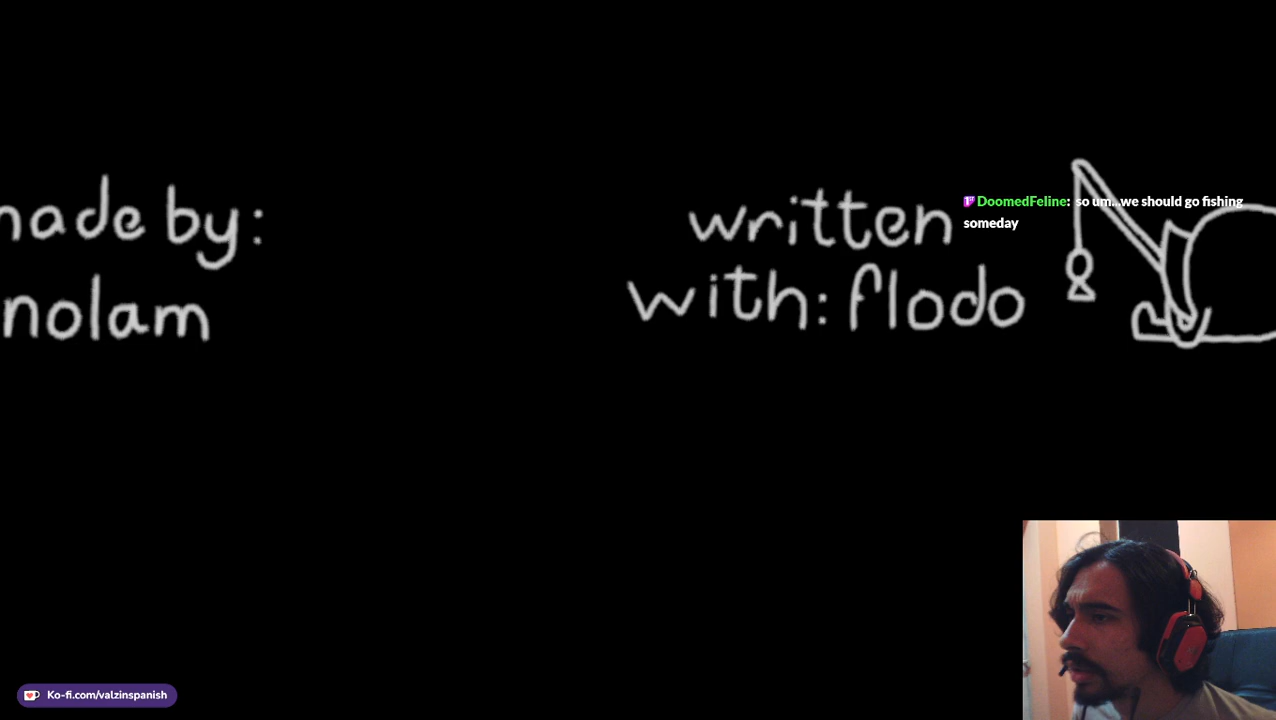 made by:
nolam
written
with: flodo
DoomedFeline: so um...we should go fishing
someday
Ko-fi.com/valzinspanish